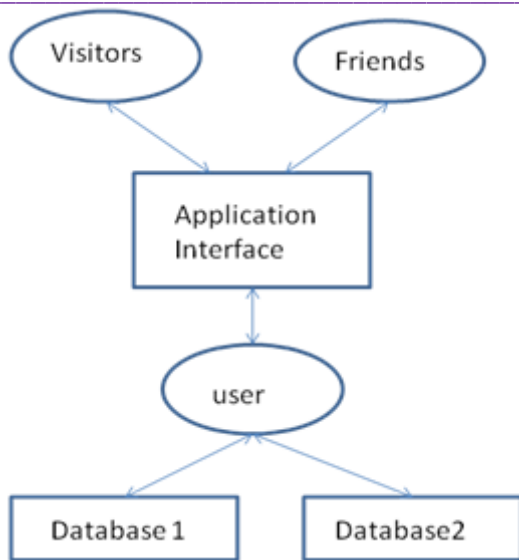 Visitors
Friends
Application
Interface
user
Database 1
Database2